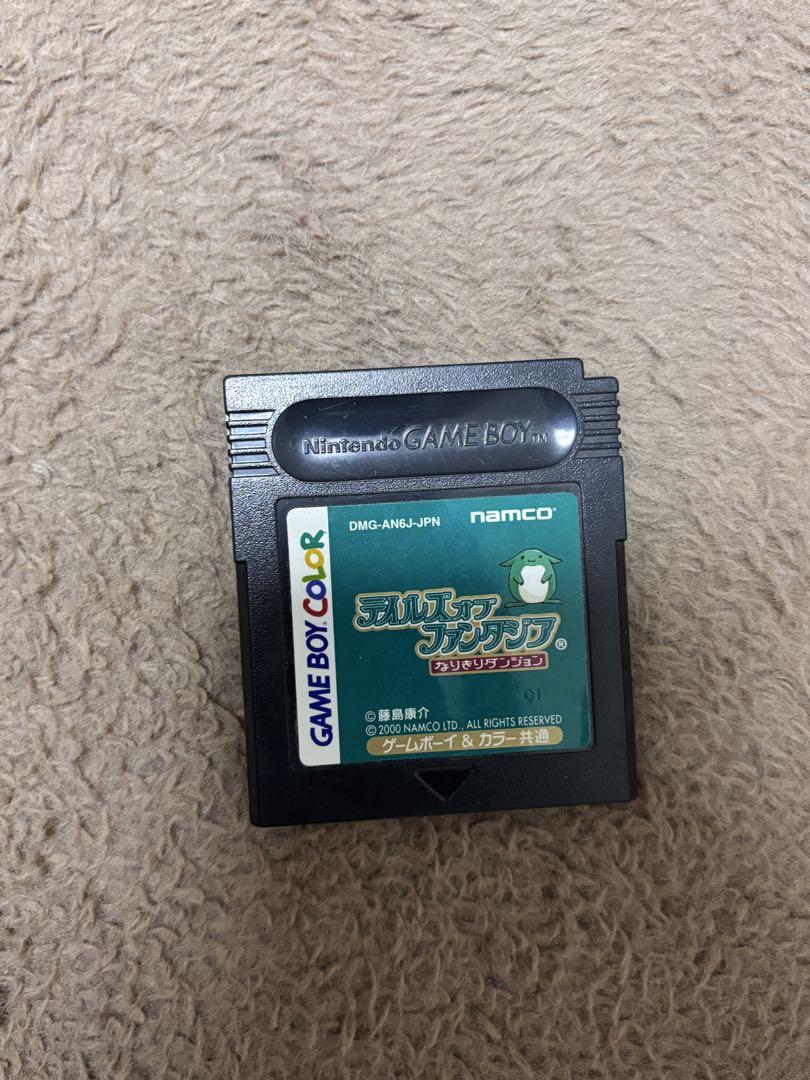 Nintendo GAME BOY TM
DMG-AN6J-JPN
namco®
GAME BOY COLOR
テイルズ オブ
ファンタジア®
なりきりダンジョン
01
©藤島康介
©2000 NAMCO LTD., ALL RIGHTS RESERVED
ゲームボーイ & カラー共通